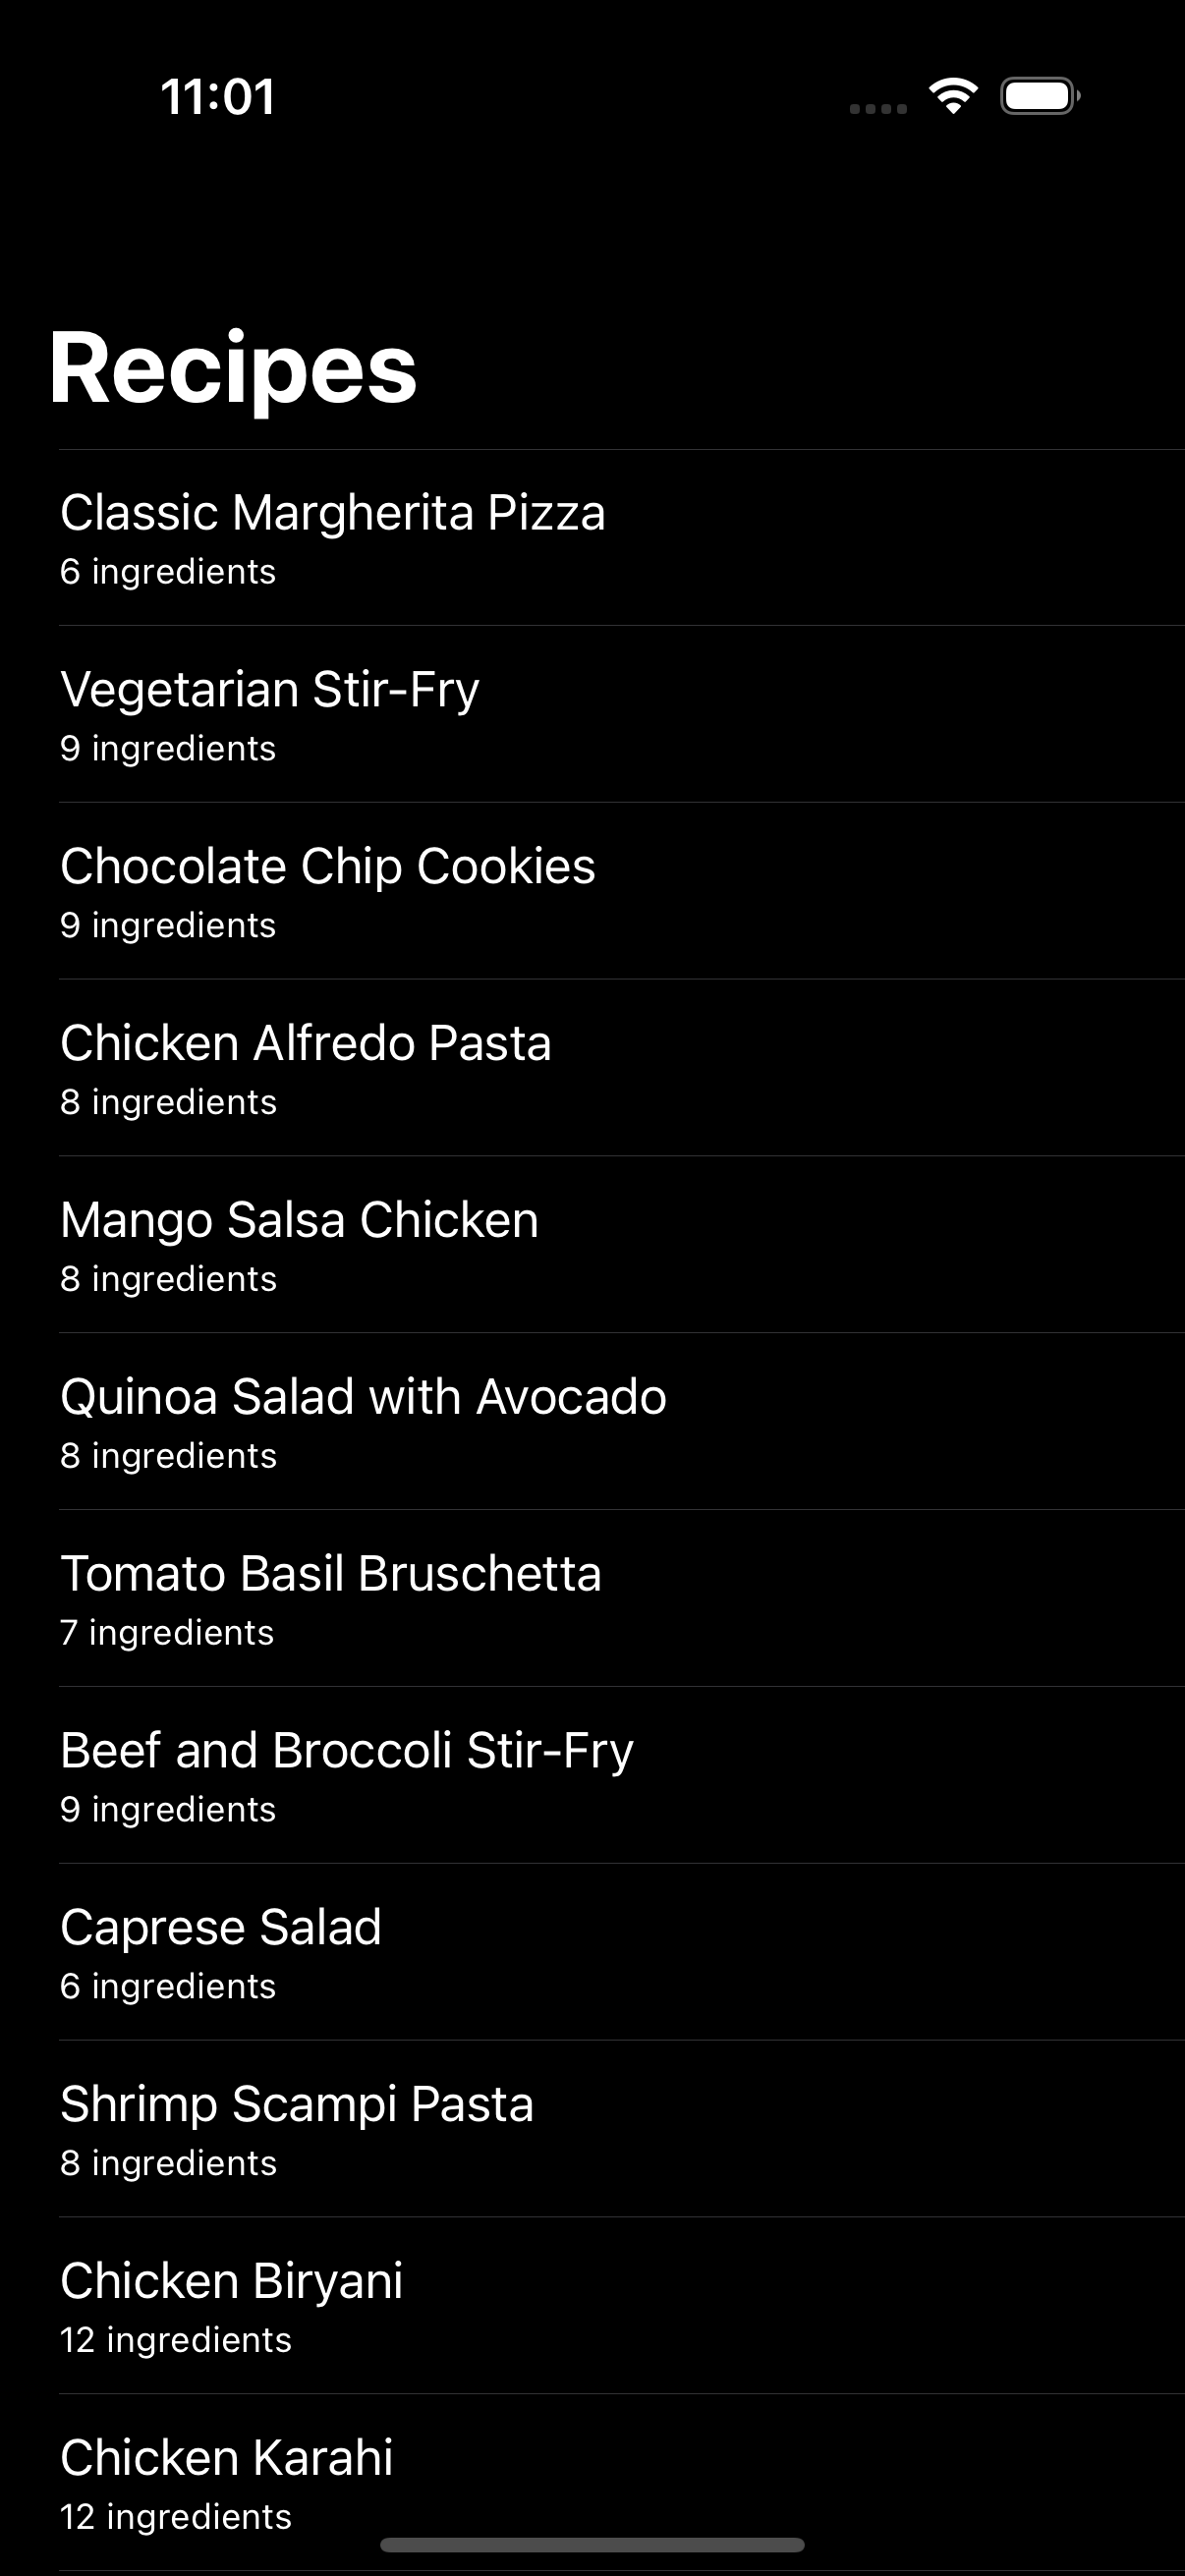 11:01
Recipes
Classic Margherita Pizza
6 ingredients
Vegetarian Stir-Fry
9 ingredients
Chocolate Chip Cookies
9 ingredients
Chicken Alfredo Pasta
8 ingredients
Mango Salsa Chicken
8 ingredients
Quinoa Salad with Avocado
8 ingredients
Tomato Basil Bruschetta
7 ingredients
Beef and Broccoli Stir-Fry
9 ingredients
Caprese Salad
6 ingredients
Shrimp Scampi Pasta
8 ingredients
Chicken Biryani
12 ingredients
Chicken Karahi
12 ingredients